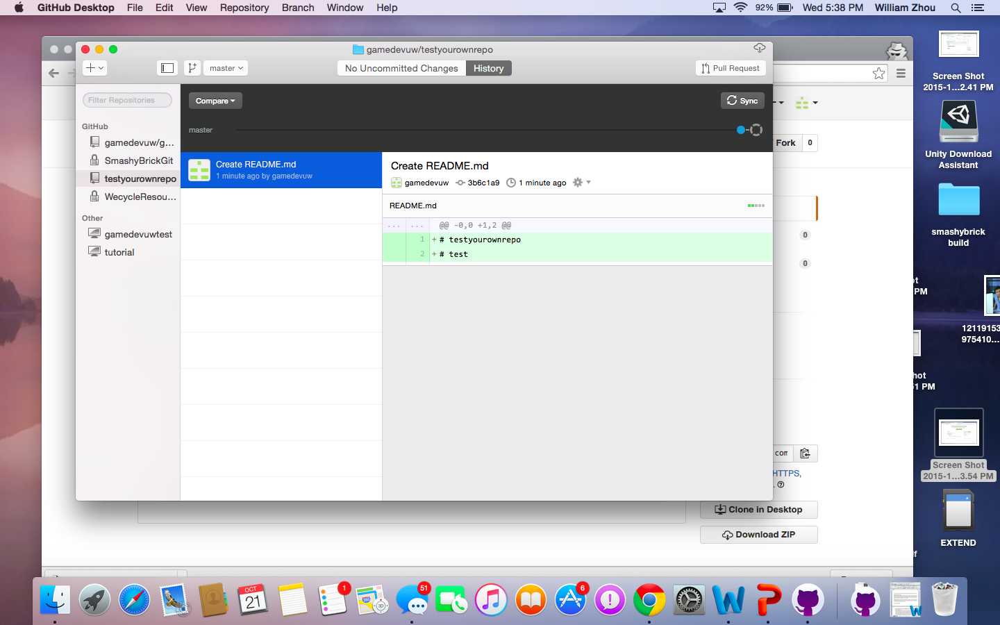 GitHub Desktop File Edit View Repository Branch Window Help 92% Wed 5:38 PM William Zhou
gamedevuw/testyourownrepo
master No Uncommitted Changes History Pull Request
Filter Repositories
Compare Sync
master
GitHub
gamedevuw/g...
SmashyBrickGit
testyourownrepo
WecycleResou...
Other
gamedevuwtest
tutorial
Create README.md
1 minute ago by gamedevuw
Create README.md
gamedevuw 3b6c1a9 1 minute ago
README.md
... ... @@ -0,0 +1,2 @@
1 + # testyourownrepo
2 + # test
Fork 0
0
0
com
HTTPS,
Clone in Desktop
Download ZIP
Screen Shot
2015-1...2.41 PM
Unity Download
Assistant
smashybrick
build
PM
12119153
975410...
51 PM
Screen Shot
2015-1...3.54 PM
EXTEND
OCT
21
1
3D
51
6